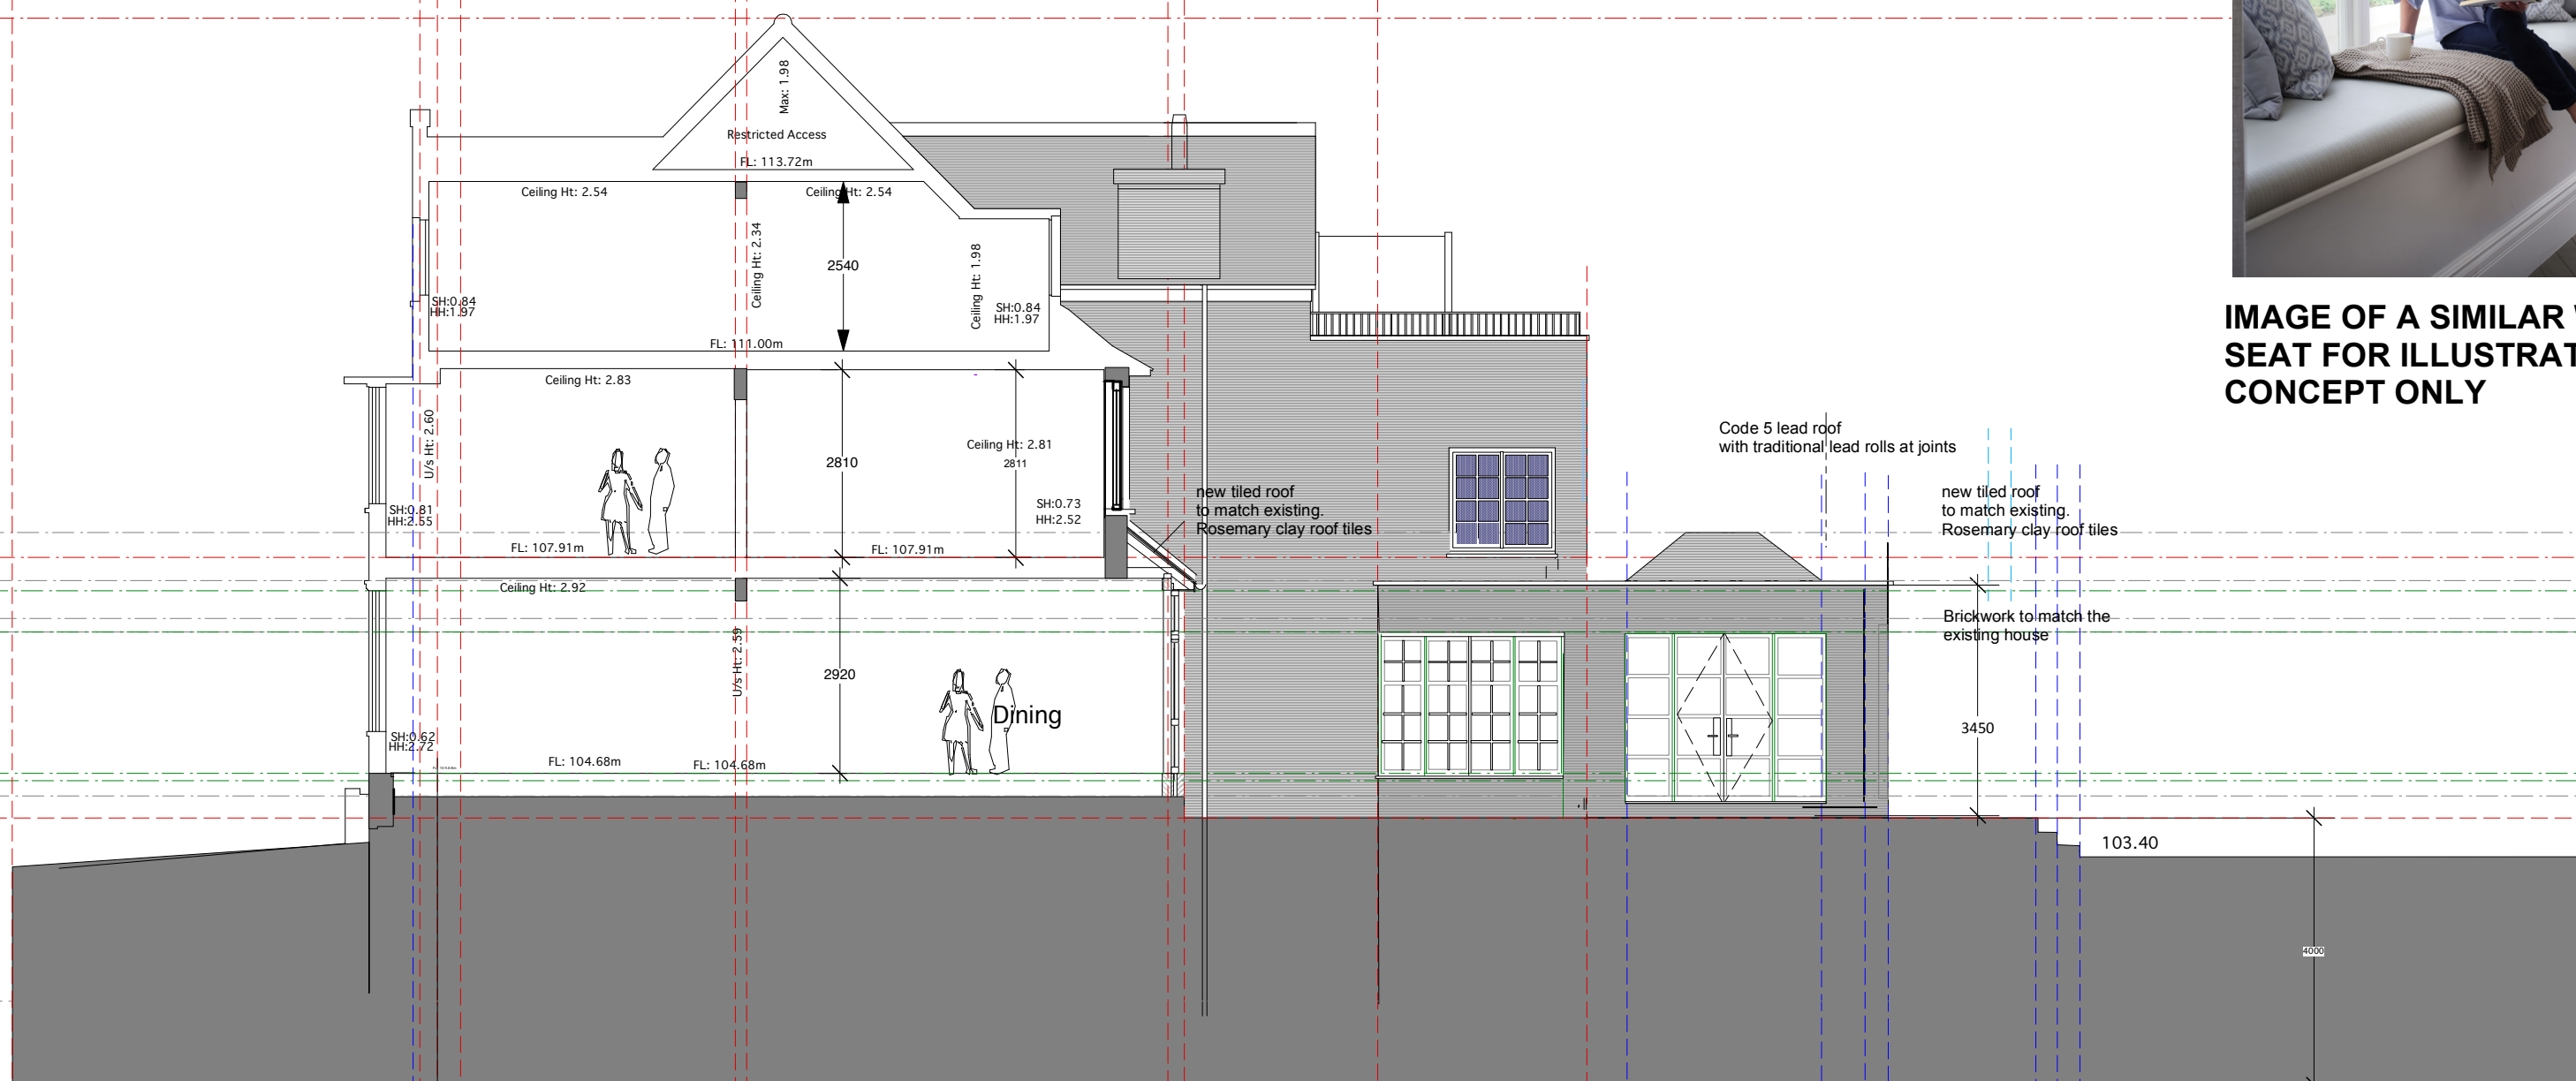 Max: 1.98
Restricted Access
FL: 113.72m
Ceiling Ht: 2.54
Ceiling Ht: 2.54
Ceiling Ht: 2.34
2540
Ceiling Ht: 1.98
SH:0.84
HH:1.97
SH:0.84
HH:1.97
FL: 111.00m
IMAGE OF A SIMILAR
SEAT FOR ILLUSTRAT
CONCEPT ONLY
Ceiling Ht: 2.83
U/s Ht: 2.60
2810
Ceiling Ht: 2.81
2811
Code 5 lead roof
with traditional lead rolls at joints
SH:0.81
HH:2.55
SH:0.73
HH:2.52
new tiled roof
to match existing.
Rosemary clay roof tiles
new tiled roof
to match existing.
Rosemary clay roof tiles
FL: 107.91m
FL: 107.91m
Ceiling Ht: 2.92
Brickwork to match the
existing house
U/s Ht: 2.59
2920
Dining
3450
SH:0.62
HH:2.72
FL: 104.68m
FL: 104.68m
103.40
4000